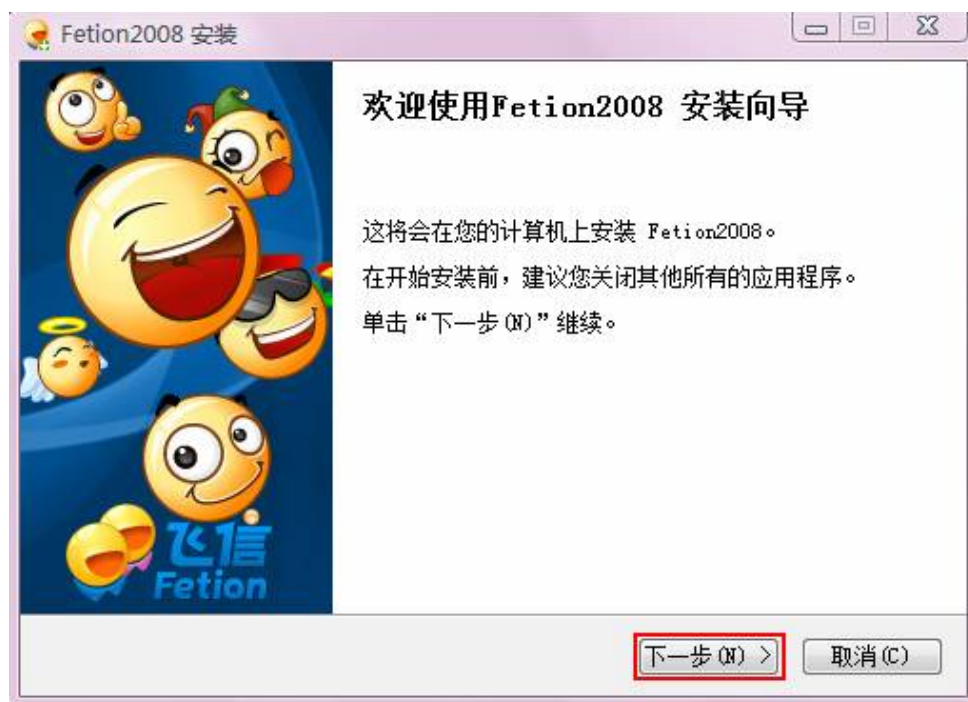 Fetion2008 安装
欢迎使用Fetion2008 安装向导
这将会在您的计算机上安装 Fetion2008。
在开始安装前，建议您关闭其他所有的应用程序。
单击“下一步(N)”继续。
飞信
Fetion
下一步(N) >
取消(C)